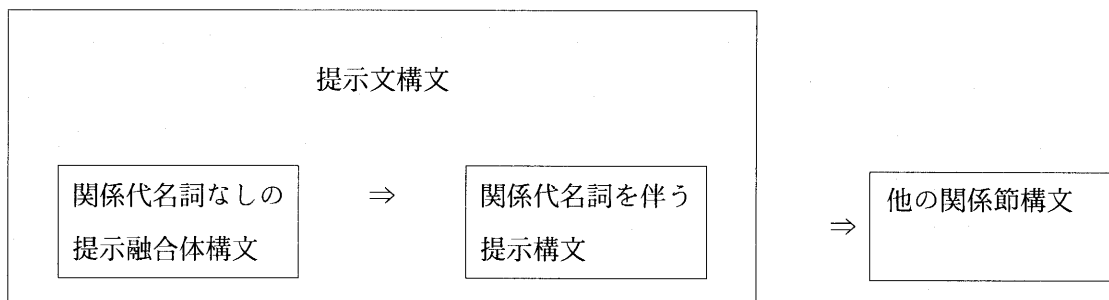 提示文構文
関係代名詞なしの
提示融合体構文
⇒
関係代名詞を伴う
提示構文
⇒
他の関係節構文